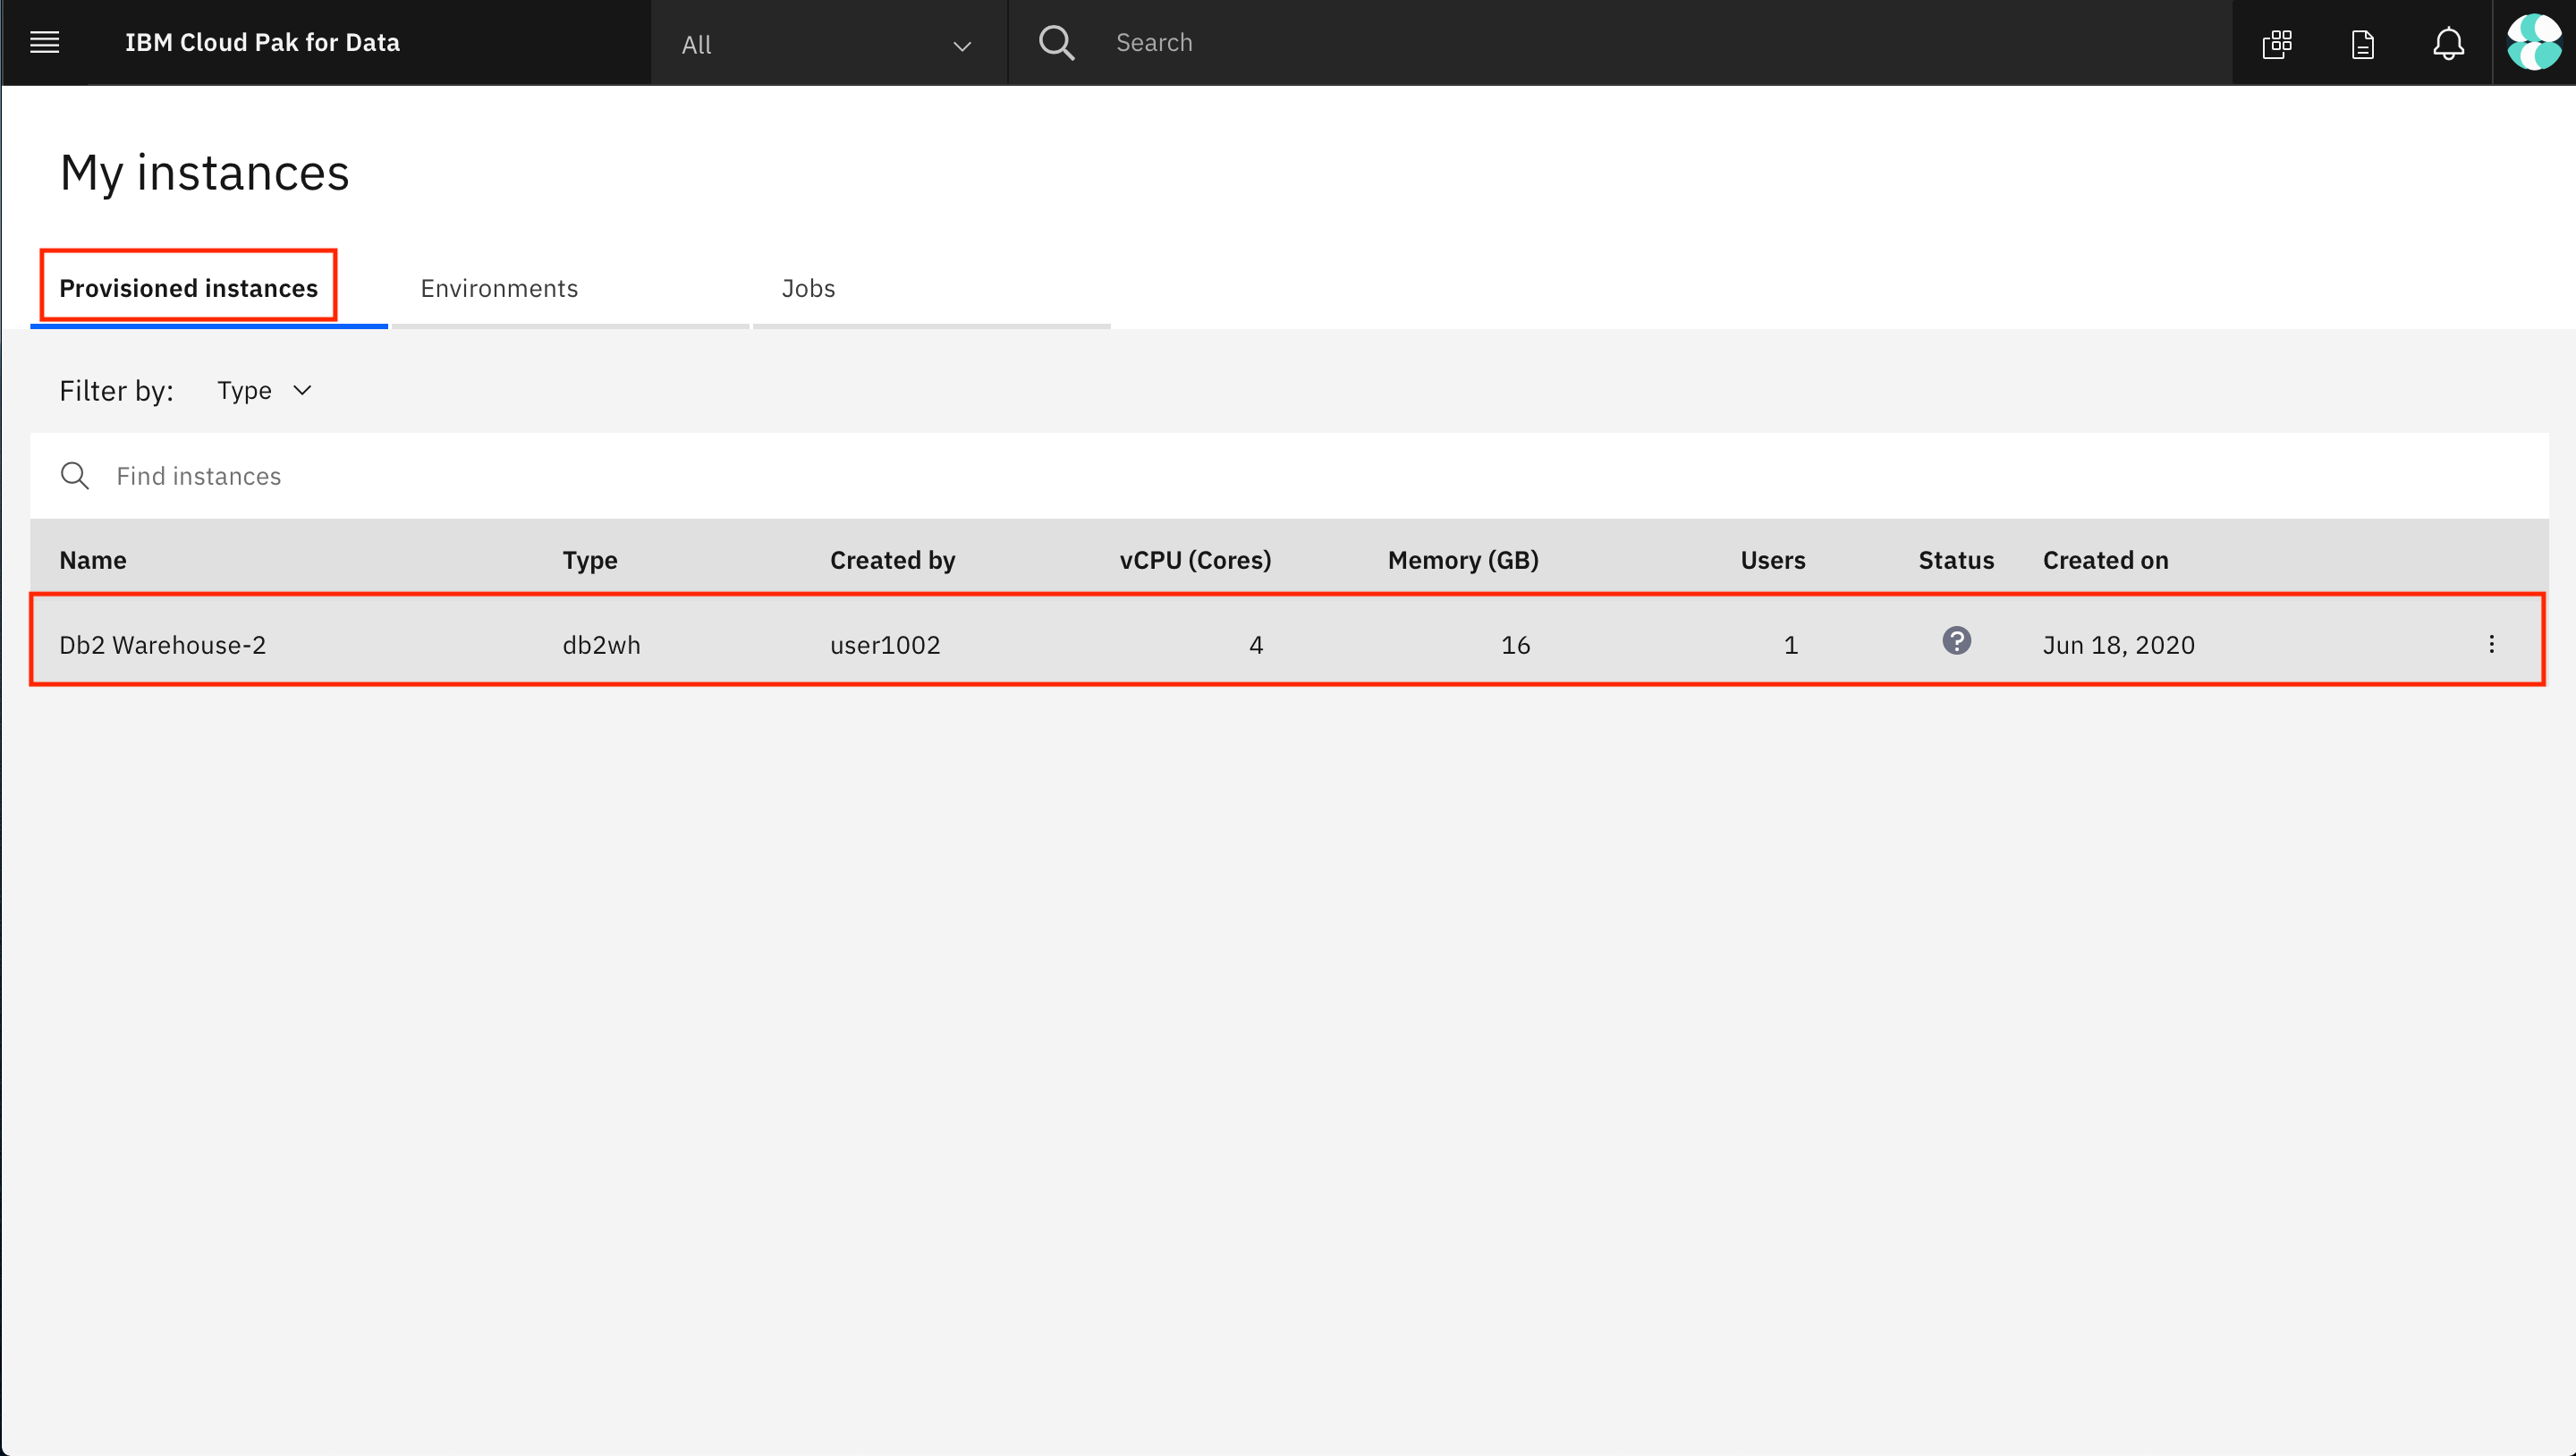 IBM Cloud Pak for Data All Search
My instances
Provisioned instances Environments Jobs
Filter by: Type
Find instances
Name Type Created by vCPU (Cores) Memory (GB) Users Status Created on
Db2 Warehouse-2 db2wh user1002 4 16 1 ? Jun 18, 2020